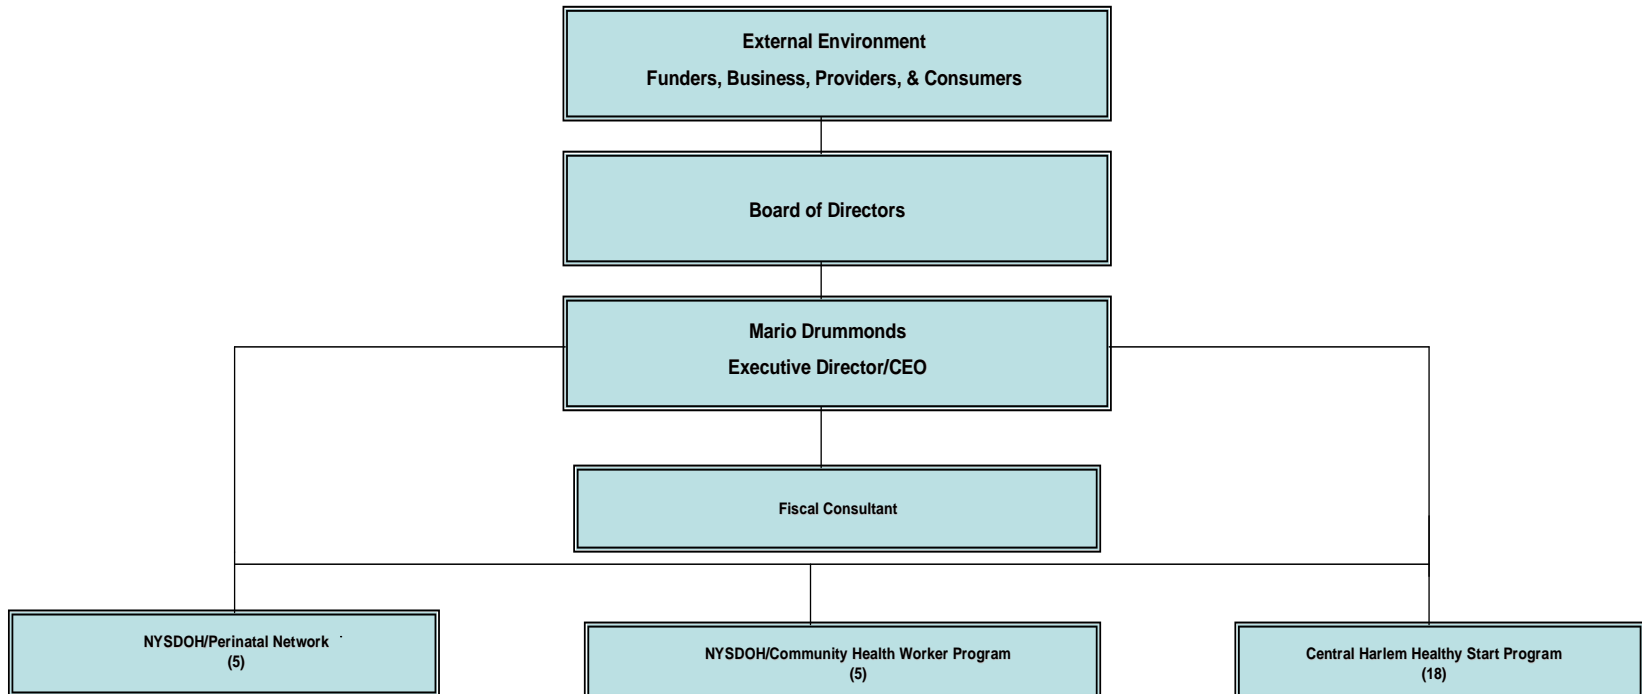 External Environment
Funders, Business, Providers, & Consumers
Board of Directors
Mario Drummonds
Executive Director/CEO
Fiscal Consultant
NYSDOH/Perinatal Network
(5)
NYSDOH/Community Health Worker Program
(5)
Central Harlem Healthy Start Program
(18)